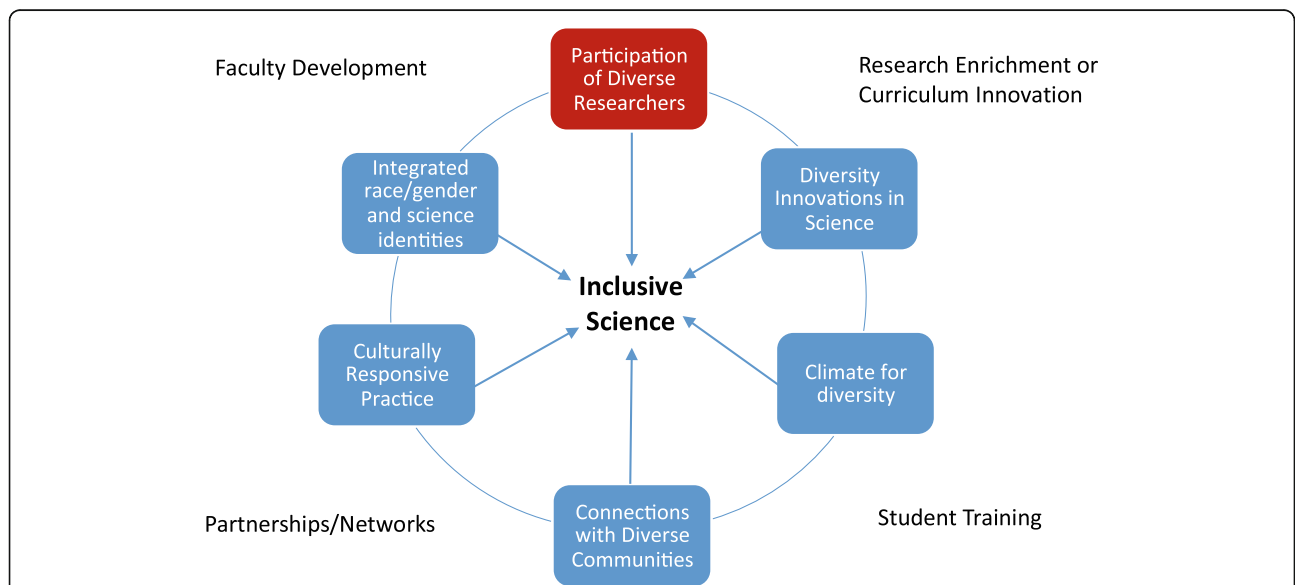 Faculty Development
Participation
of Diverse
Researchers
Research Enrichment or
Curriculum Innovation
Integrated
race/gender
and science
identities
Diversity
Innovations in
Science
Inclusive
Science
Culturally
Responsive
Practice
Climate for
diversity
Partnerships/Networks
Connections
with Diverse
Communities
Student Training